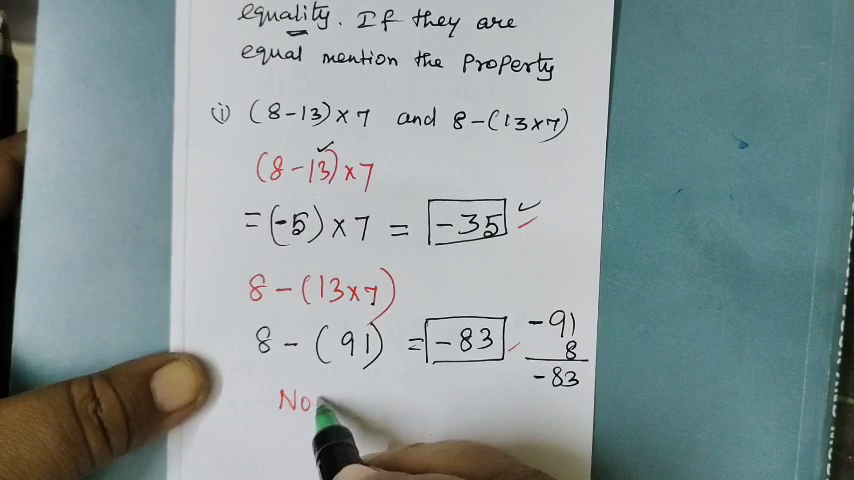 equality. If they are
equal mention the Property
(i) (8-13)×7 and 8-(13×7)
(8-13)×7
=(-5)×7 = -35
8-(13×7)
8-(91) = -83
-91
8
-83
No